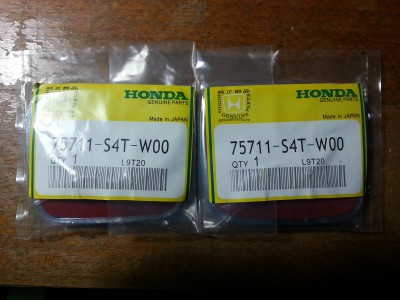 HONDA
GENUINE PARTS
Made in JAPAN
75711-S4T-W00
QTY 1 L9T20
HONDA
GENUINE PARTS
GENUINE
Made in JAPAN
75711-S4T-W00
QTY 1 L9T20